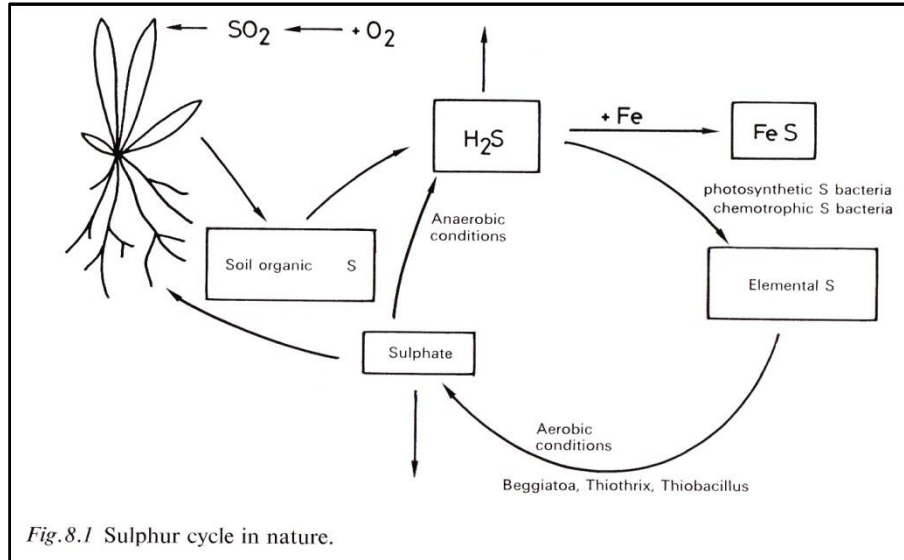 SO2
+ O2
H2S
+ Fe
Fe S
photosynthetic S bacteria
chemotrophic S bacteria
Anaerobic
conditions
Soil organic S
Elemental S
Sulphate
Aerobic
conditions
Beggiatoa, Thiothrix, Thiobacillus
Fig.8.1 Sulphur cycle in nature.